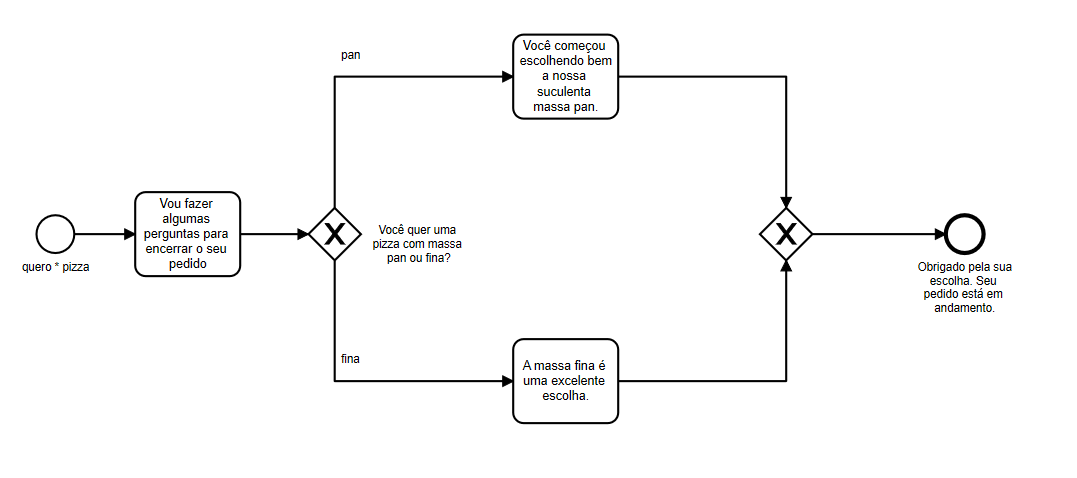 quero * pizza
Vou fazer
algumas
perguntas para
encerrar o seu
pedido
Você quer uma
pizza com massa
pan ou fina?
pan
Você começou
escolhendo bem
a nossa
suculenta
massa pan.
fina
A massa fina é
uma excelente
escolha.
Obrigado pela sua
escolha. Seu
pedido está em
andamento.